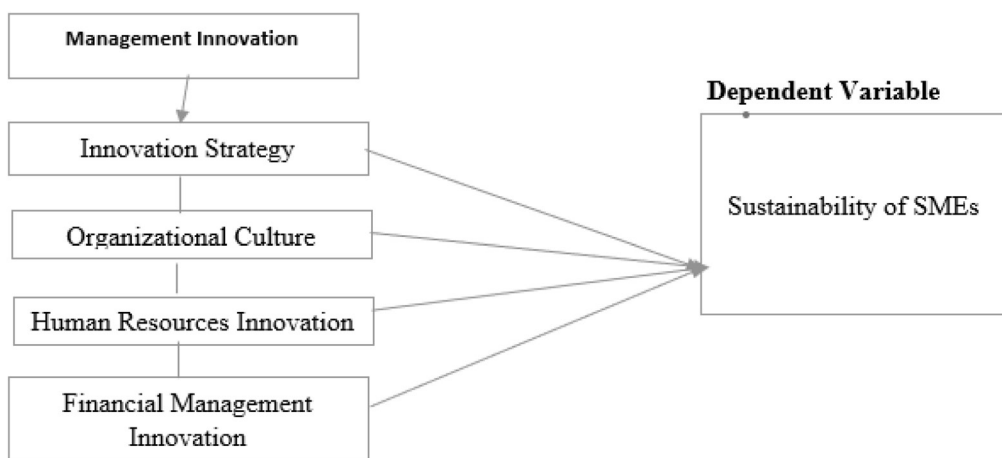 Management Innovation
Dependent Variable
Innovation Strategy
Sustainability of SMEs
Organizational Culture
Human Resources Innovation
Financial Management
Innovation